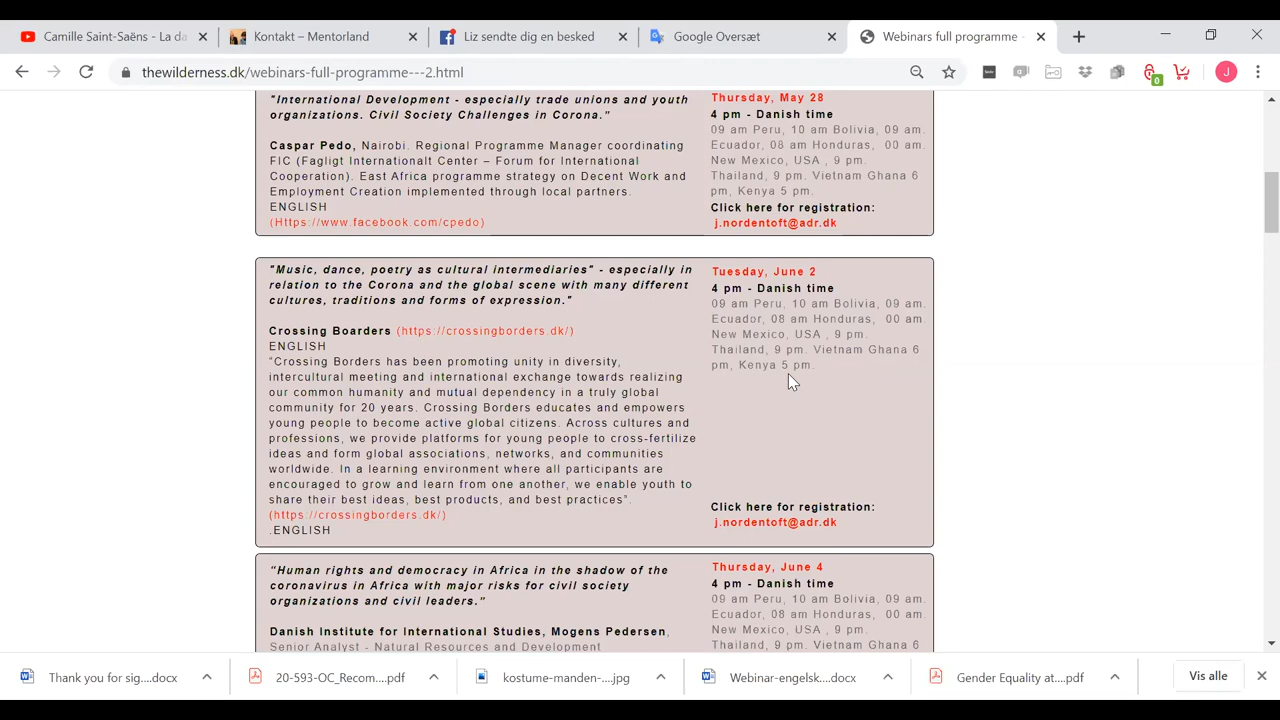 Camille Saint-Saëns - La da
Kontakt – Mentorland
Liz sendte dig en besked
Google Oversæt
Webinars full programme -
thewilderness.dk/webinars-full-programme---2.html
0
J
"International Development - especially trade unions and youth
organizations. Civil Society Challenges in Corona."
Caspar Pedo, Nairobi. Regional Programme Manager coordinating
FIC (Fagligt Internationalt Center – Forum for International
Cooperation). East Africa programme strategy on Decent Work and
Employment Creation implemented through local partners.
ENGLISH
(Https://www.facebook.com/cpedo)
Thursday, May 28
4 pm - Danish time
09 am Peru, 10 am Bolivia, 09 am.
Ecuador, 08 am Honduras, 00 am.
New Mexico, USA , 9 pm.
Thailand, 9 pm. Vietnam Ghana 6
pm, Kenya 5 pm.
Click here for registration:
j.nordentoft@adr.dk
"Music, dance, poetry as cultural intermediaries" - especially in
relation to the Corona and the global scene with many different
cultures, traditions and forms of expression."
Crossing Boarders (https://crossingborders.dk/)
ENGLISH
"Crossing Borders has been promoting unity in diversity,
intercultural meeting and international exchange towards realizing
our common humanity and mutual dependency in a truly global
community for 20 years. Crossing Borders educates and empowers
young people to become active global citizens. Across cultures and
professions, we provide platforms for young people to cross-fertilize
ideas and form global associations, networks, and communities
worldwide. In a learning environment where all participants are
encouraged to grow and learn from one another, we enable youth to
share their best ideas, best products, and best practices”.
(https://crossingborders.dk/)
.ENGLISH
Tuesday, June 2
4 pm - Danish time
09 am Peru, 10 am Bolivia, 09 am.
Ecuador, 08 am Honduras, 00 am.
New Mexico, USA , 9 pm.
Thailand, 9 pm. Vietnam Ghana 6
pm, Kenya 5 pm.
Click here for registration:
j.nordentoft@adr.dk
“Human rights and democracy in Africa in the shadow of the
coronavirus in Africa with major risks for civil society
organizations and civil leaders.”
Danish Institute for International Studies, Mogens Pedersen,
Senior Analyst - Natural Resources and Development
Thursday, June 4
4 pm - Danish time
09 am Peru, 10 am Bolivia, 09 am.
Ecuador, 08 am Honduras, 00 am.
New Mexico, USA , 9 pm.
Thailand, 9 pm. Vietnam Ghana 6
Thank you for sig....docx
20-593-OC_Recom....pdf
kostume-manden-...jpg
Webinar-engelsk....docx
Gender Equality at....pdf
Vis alle